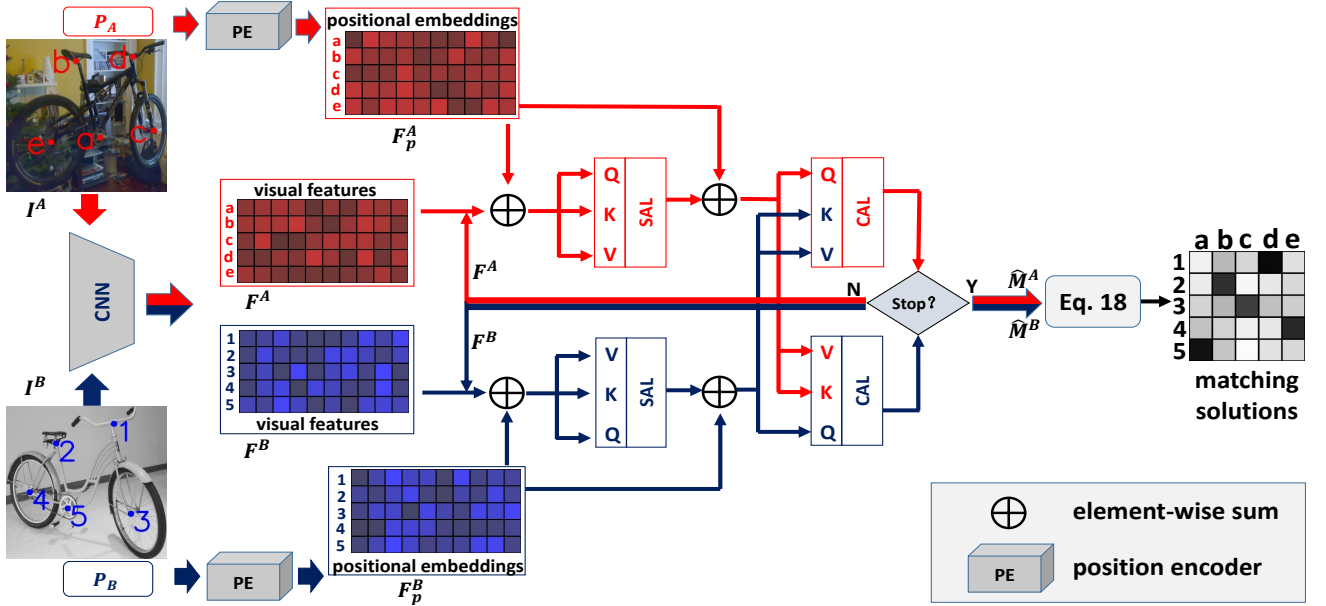 P_A
PE
positional embeddings
a
b
c
d
e
F_p^A
b
d
e
a
c
I^A
visual features
a
b
c
d
e
F^A
CNN
Q
K
V
SAL
Q
K
V
CAL
F^A
N
Stop?
Y
M̂^A
M̂^B
Eq. 18
a b c d e
1
2
3
4
5
matching
solutions
F^B
1
2
3
4
5
visual features
F^B
V
K
Q
SAL
V
K
Q
CAL
I^B
1
2
4
5
3
P_B
PE
1
2
3
4
5
positional embeddings
F_p^B
element-wise sum
PE
position encoder